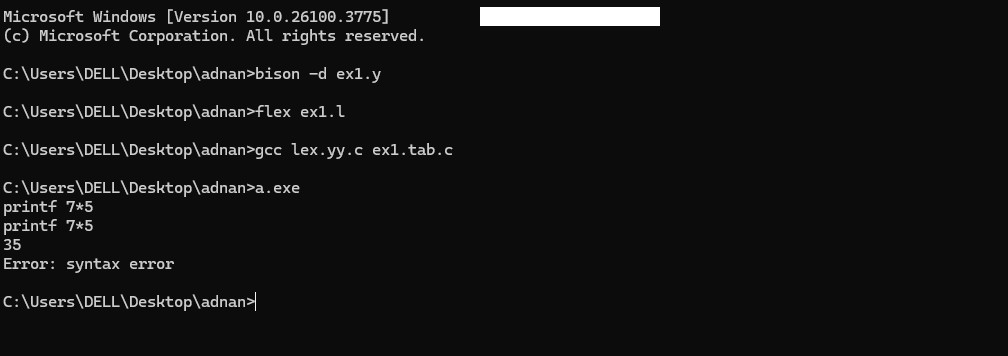 Microsoft Windows [Version 10.0.26100.3775]
(c) Microsoft Corporation. All rights reserved.
C:\Users\DELL\Desktop\adnan>bison -d ex1.y
C:\Users\DELL\Desktop\adnan>flex ex1.l
C:\Users\DELL\Desktop\adnan>gcc lex.yy.c ex1.tab.c
C:\Users\DELL\Desktop\adnan>a.exe
printf 7*5
printf 7*5
35
Error: syntax error
C:\Users\DELL\Desktop\adnan>